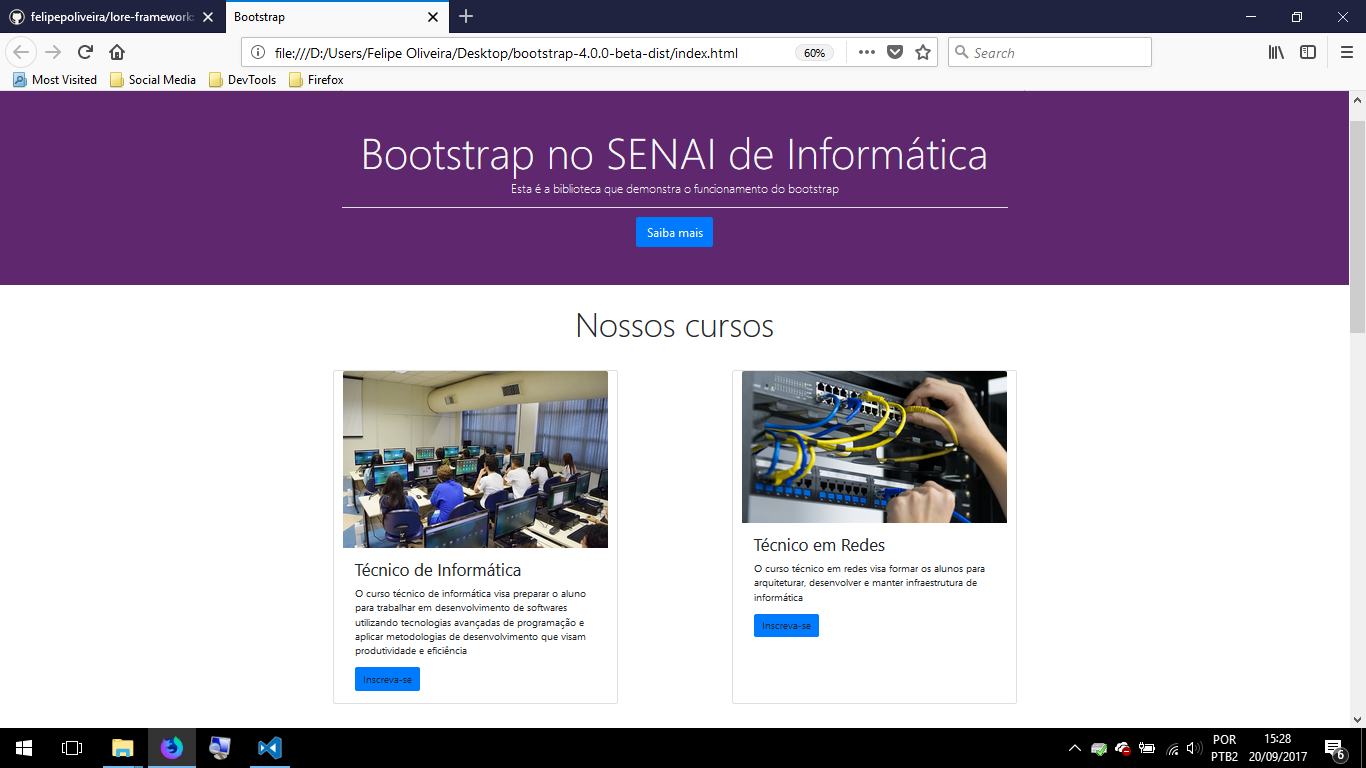 felipepoliveira/lore-framework:
Bootstrap
file:///D:/Users/Felipe Oliveira/Desktop/bootstrap-4.0.0-beta-dist/index.html
60%
Search
Most Visited
Social Media
DevTools
Firefox
Bootstrap no SENAI de Informática
Esta é a biblioteca que demonstra o funcionamento do bootstrap
Saiba mais
Nossos cursos
Técnico de Informática
O curso técnico de informática visa preparar o aluno
para trabalhar em desenvolvimento de softwares
utilizando tecnologias avançadas de programação e
aplicar metodologias de desenvolvimento que visam
produtividade e eficiência
Inscreva-se
Técnico em Redes
O curso técnico em redes visa formar os alunos para
arquiteturar, desenvolver e manter infraestrutura de
informática
Inscreva-se
POR
PTB2
15:28
20/09/2017
6